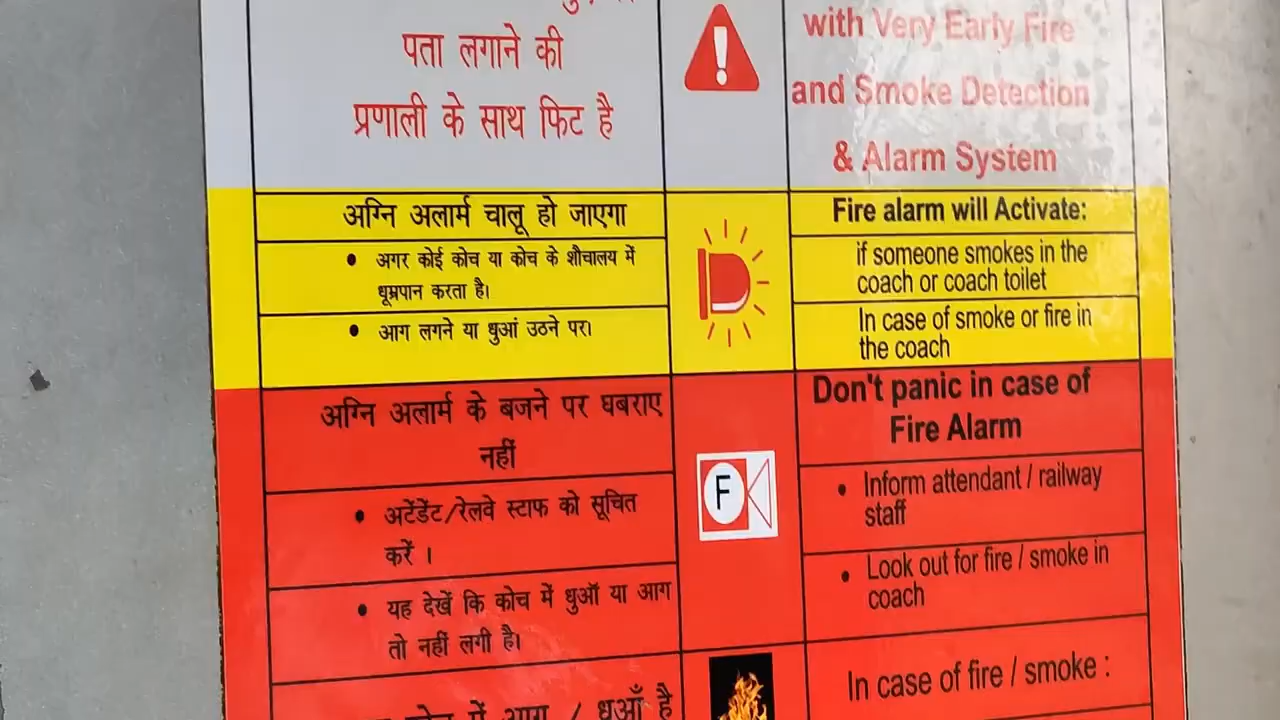 पता लगाने की
प्रणाली के साथ फिट है
with Very Early Fire
and Smoke Detection
& Alarm System
अग्नि अलार्म चालू हो जाएगा
Fire alarm will Activate:
• अगर कोई कोच या कोच के शौचालय में
धूम्रपान करता है।
if someone smokes in the
coach or coach toilet
• आग लगने या धुआं उठने पर।
In case of smoke or fire in
the coach
अग्नि अलार्म के बजने पर घबराए
नहीं
Don't panic in case of
Fire Alarm
F
• अटेंडेंट/रेलवे स्टाफ को सूचित
करें ।
• Inform attendant / railway
staff
• यह देखें कि कोच में धुऑ या आग
तो नहीं लगी है।
• Look out for fire / smoke in
coach
कोच में आग / धुआँ है
In case of fire / smoke :